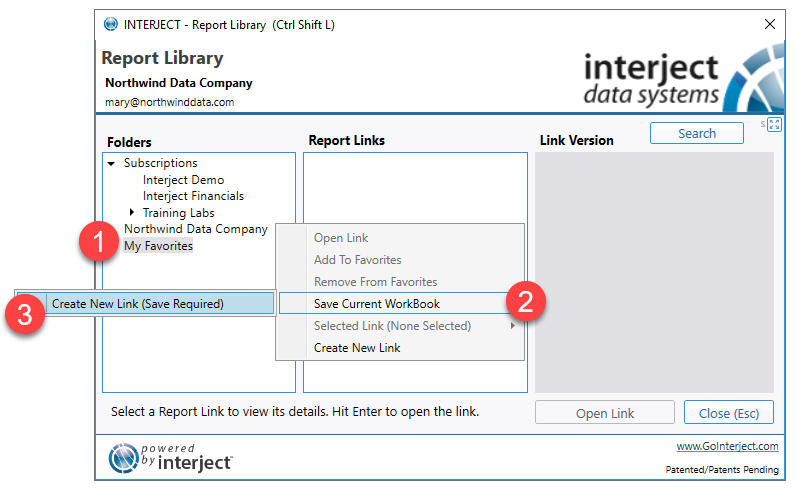 INTERJECT - Report Library (Ctrl Shift L)
Report Library
Northwind Data Company
mary@northwinddata.com
interject
data systems
Folders
Report Links
Link Version
Search
s
Subscriptions
Interject Demo
Interject Financials
Training Labs
Northwind Data Company
1
My Favorites
Open Link
Add To Favorites
Remove From Favorites
3
Create New Link (Save Required)
Save Current WorkBook
2
Selected Link (None Selected)
Create New Link
Select a Report Link to view its details. Hit Enter to open the link.
Open Link
Close (Esc)
powered
by interject
www.GoInterject.com
Patented/Patents Pending